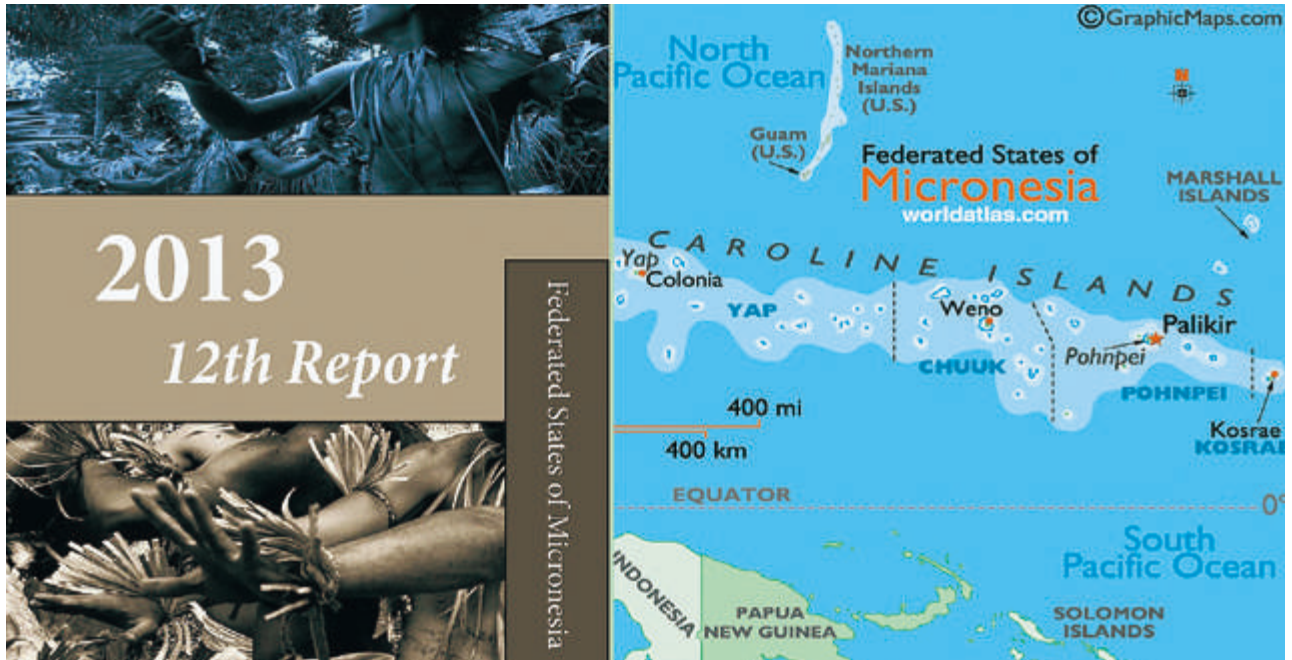 2013
12th Report
Federated States of Micronesia
©GraphicMaps.com
North
Pacific Ocean
Northern
Mariana
Islands
(U.S.)
Guam
(U.S.)
Federated States of
Micronesia
worldatlas.com
MARSHALL
ISLANDS
CAROLINE ISLANDS
Yap
Colonia
YAP
Weno
CHUUK
Palikir
Pohnpei
POHNPEI
Kosrae
KOSRAE
400 mi
400 km
EQUATOR
0°
South
Pacific Ocean
INDONESIA
PAPUA
NEW GUINEA
SOLOMON
ISLANDS